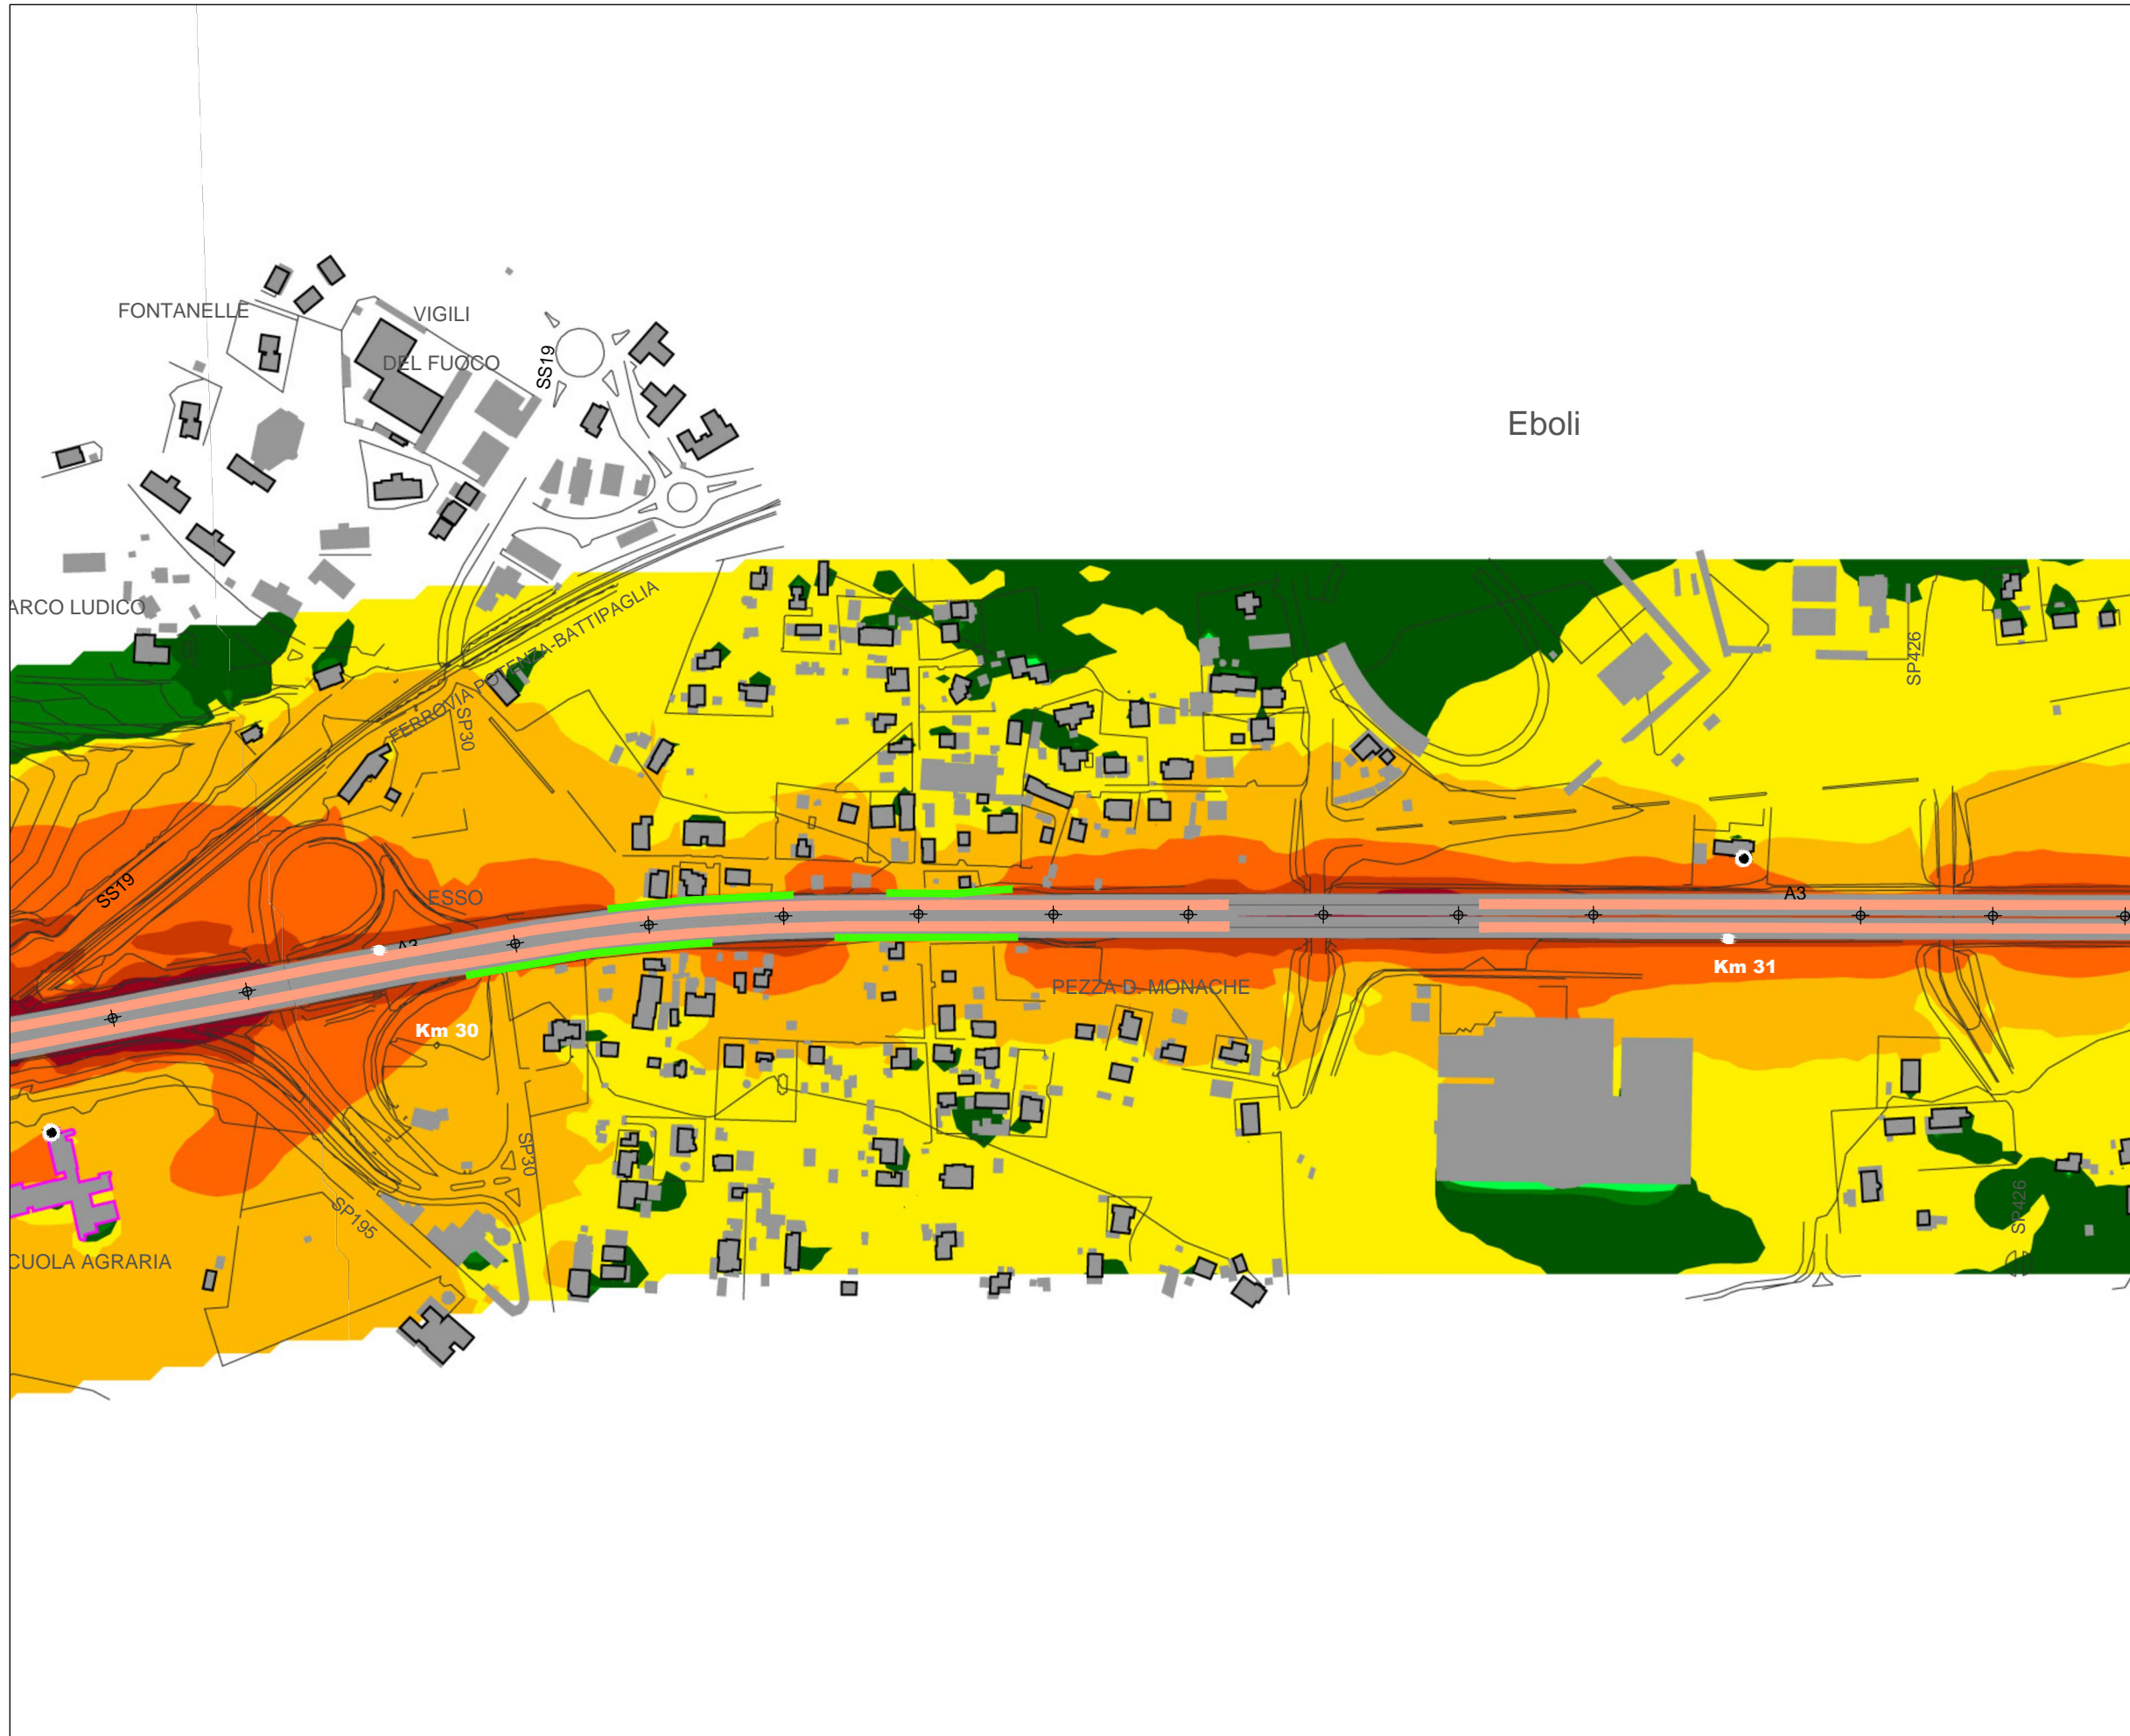 FONTANELLE
VIGILI
DEL FUOCO
SS19
Eboli
ARCO LUDICO
FERROVIA POTENZA-BATTIPAGLIA
SP30
SP426
SS19
ESSO
A3
A3
Km 31
PEZZA D. MONACHE
Km 30
SP30
SP195
SP426
CUOLA AGRARIA